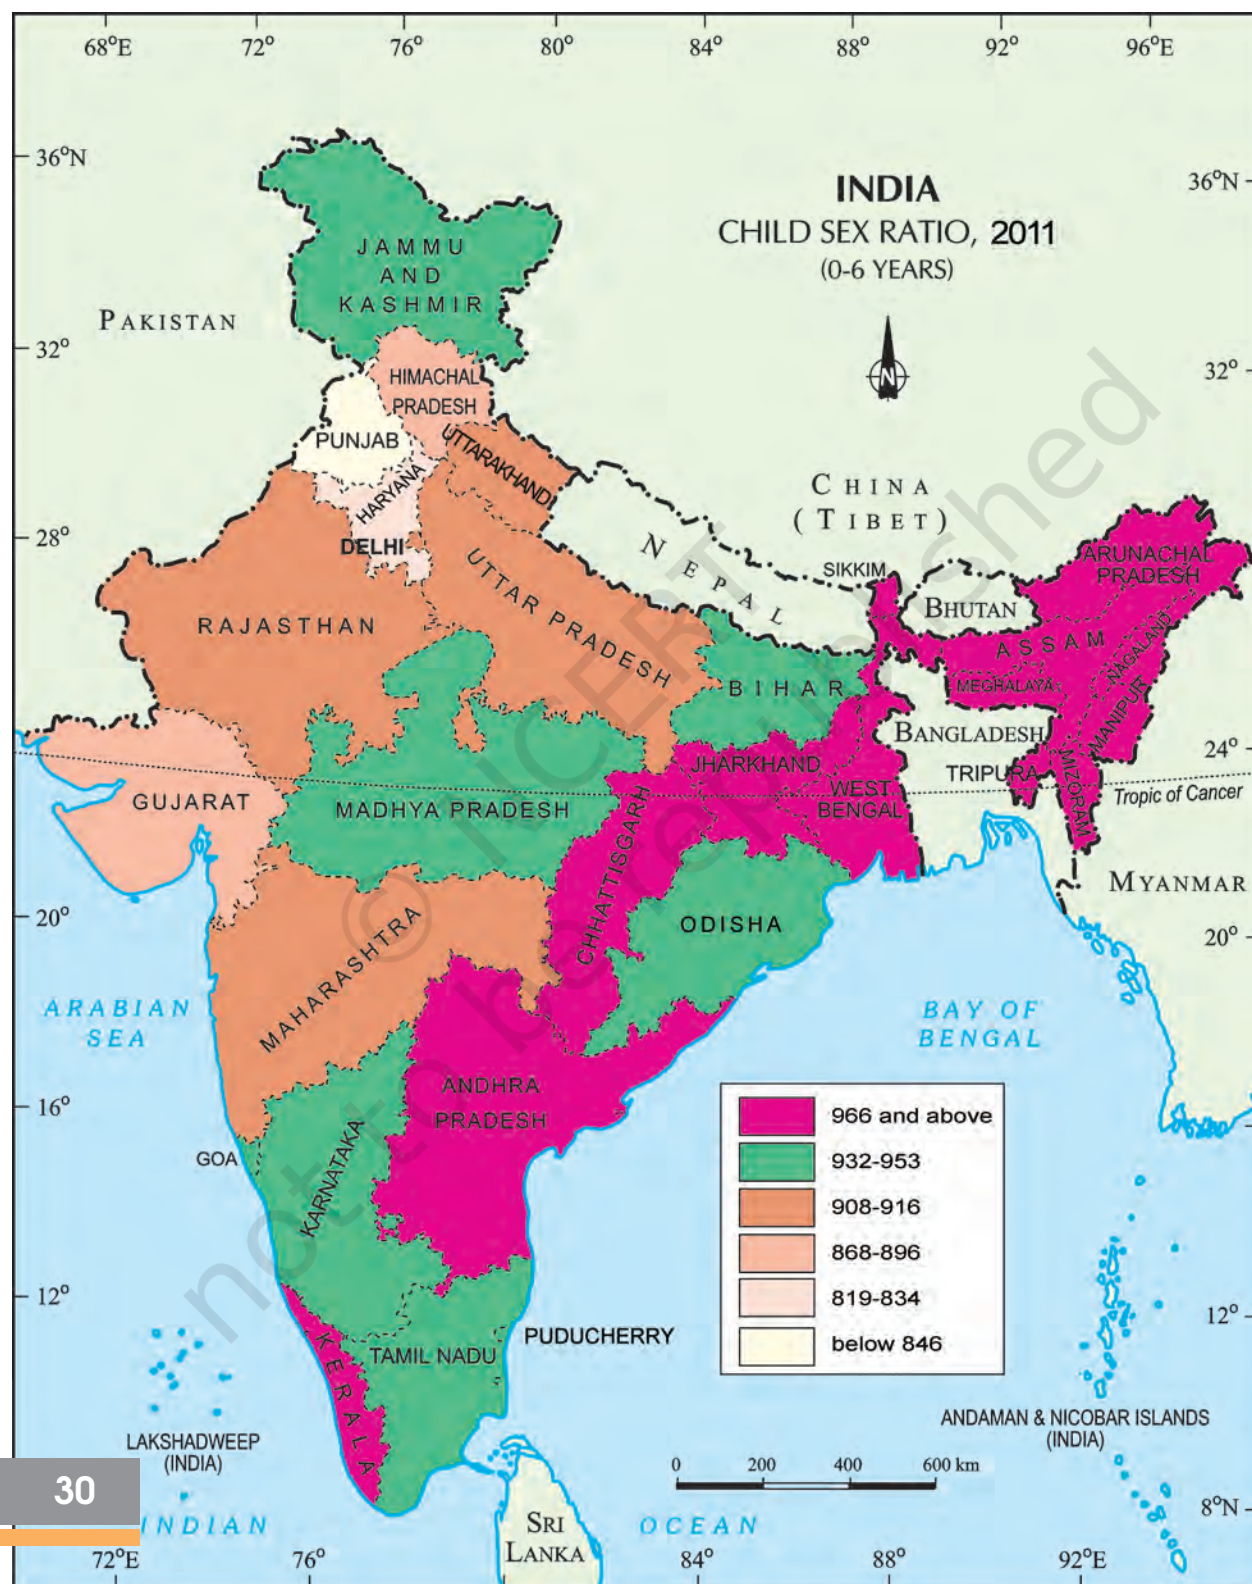 68°E 72° 76° 80° 84° 88° 92° 96°E
36°N
36°N
INDIA
CHILD SEX RATIO, 2011
(0-6 YEARS)
JAMMU
AND
KASHMIR
PAKISTAN
32°
32°
N
HIMACHAL
PRADESH
PUNJAB
UTTARAKHAND
HARYANA
CHINA
(TIBET)
28°
DELHI
NEPAL
SIKKIM
BHUTAN
ARUNACHAL
PRADESH
RAJASTHAN
UTTAR PRADESH
ASSAM
NAGALAND
BIHAR
MEGHALAYA
MANIPUR
BANGLADESH
24°
JHARKHAND
TRIPURA
MIZORAM
Tropic of Cancer
GUJARAT
MADHYA PRADESH
WEST
BENGAL
CHHATTISGARH
MYANMAR
20°
20°
ODISHA
MAHARASHTRA
ARABIAN
SEA
BAY OF
BENGAL
ANDHRA
PRADESH
16°
GOA
KARNATAKA
966 and above
932-953
908-916
868-896
819-834
below 846
12°
12°
KERALA
TAMIL NADU
PUDUCHERRY
LAKSHADWEEP
(INDIA)
ANDAMAN & NICOBAR ISLANDS
(INDIA)
0 200 400 600 km
30
8°N
INDIAN OCEAN
SRI
LANKA
72°E 76° 84° 88° 92°E
© NCERT
not to be republished